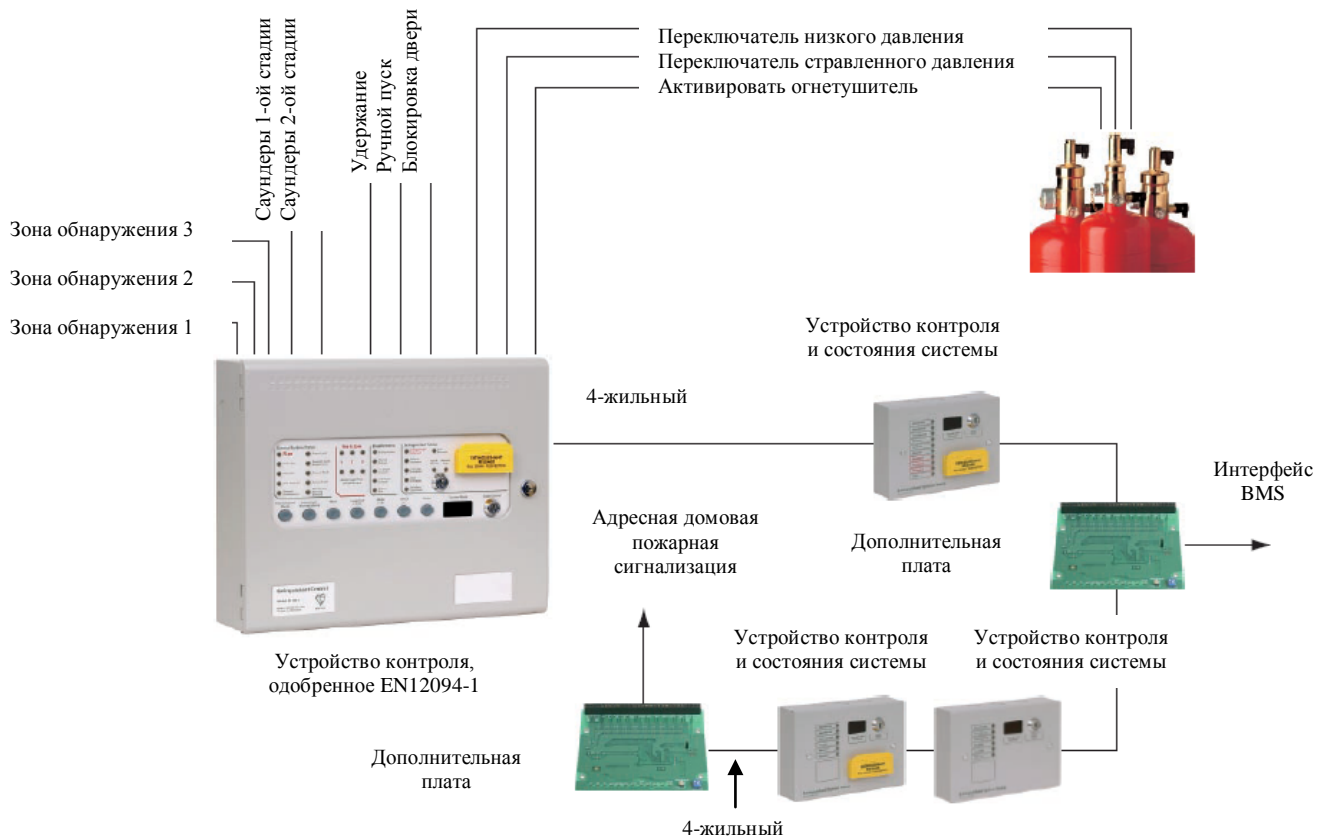 Переключатель низкого давления
Переключатель стравленного давления
Активировать огнетушитель
Саундеры 1-ой стадии
Саундеры 2-ой стадии
Удержание
Ручной пуск
Блокировка двери
Зона обнаружения 3
Зона обнаружения 2
Зона обнаружения 1
Устройство контроля
и состояния системы
4-жильный
Интерфейс
BMS
Адресная домовая
пожарная
сигнализация
Дополнительная
плата
Устройство контроля
и состояния системы
Устройство контроля
и состояния системы
Устройство контроля,
одобренное EN12094-1
Дополнительная
плата
4-жильный